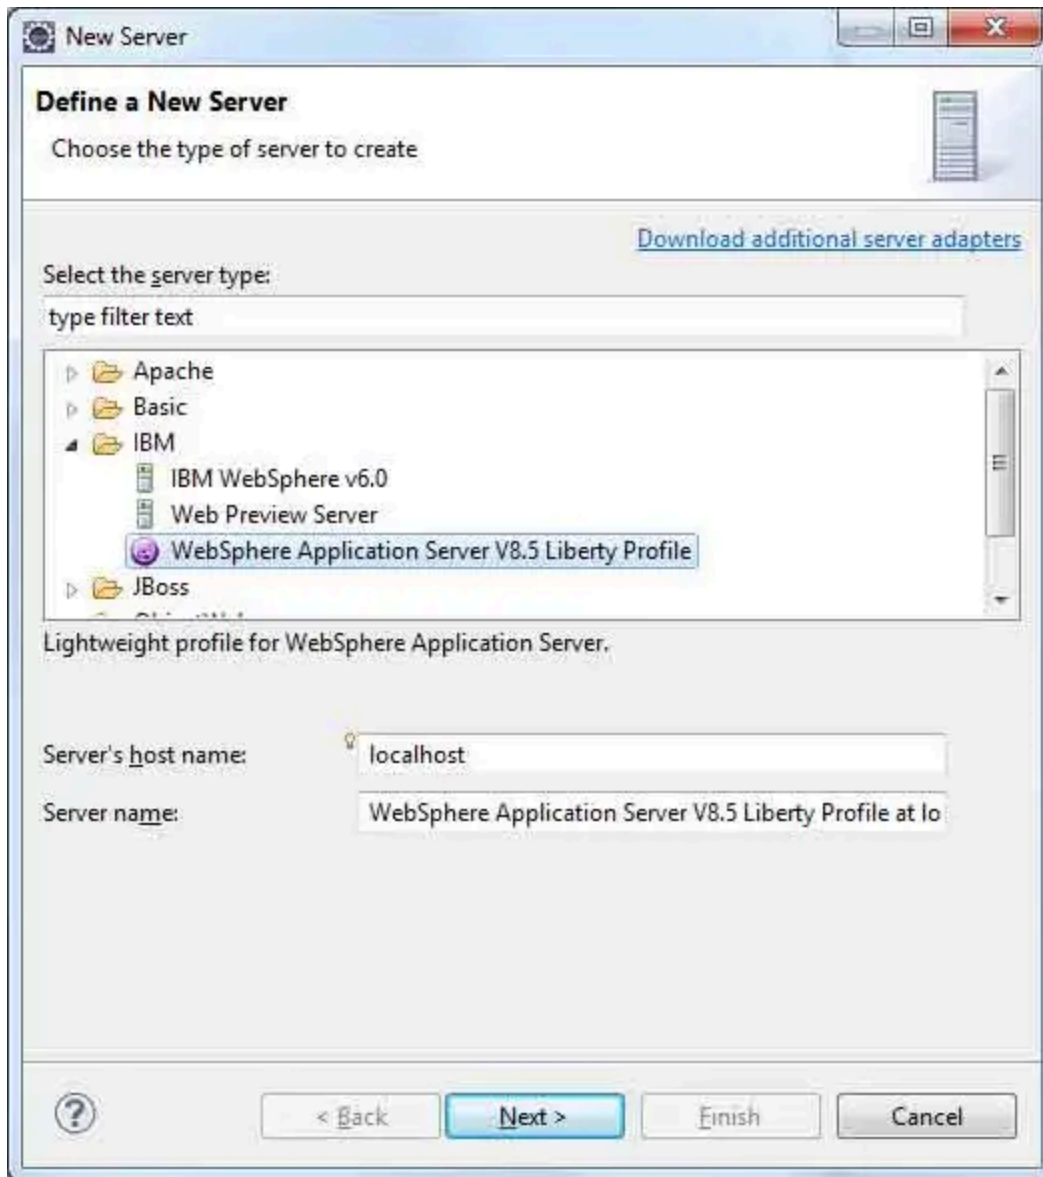 New Server
Define a New Server
Choose the type of server to create
Download additional server adapters
Select the server type:
type filter text
Apache
Basic
IBM
IBM WebSphere v6.0
Web Preview Server
WebSphere Application Server V8.5 Liberty Profile
JBoss
Lightweight profile for WebSphere Application Server.
Server's host name: localhost
Server name: WebSphere Application Server V8.5 Liberty Profile at lo
< Back Next > Finish Cancel